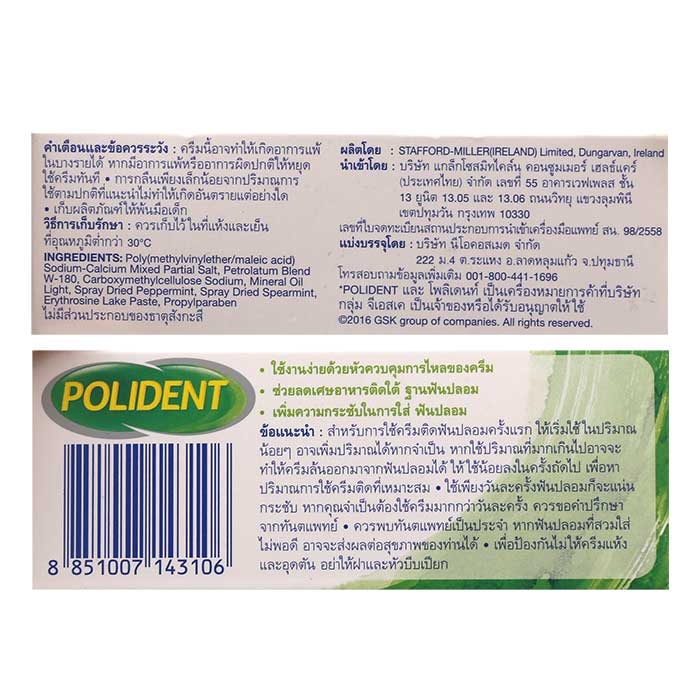 คำเตือนและข้อควรระวัง : ครีมนี้อาจทำให้เกิดอาการแพ้
ในบางรายได้ หากมีอาการแพ้หรืออาการผิดปกติให้หยุด
ใช้ครีมทันที • การกลืนเพียงเล็กน้อยจากปริมาณการ
ใช้ตามปกติที่แนะนำไม่ทำให้เกิดอันตรายแต่อย่างใด
• เก็บผลิตภัณฑ์ให้พ้นมือเด็ก
วิธีการเก็บรักษา : ควรเก็บไว้ในที่แห้งและเย็น
ที่อุณหภูมิต่ำกว่า 30°C
INGREDIENTS: Poly(methylvinylether/maleic acid)
Sodium-Calcium Mixed Partial Salt, Petrolatum Blend
W-180, Carboxymethylcellulose Sodium, Mineral Oil
Light, Spray Dried Peppermint, Spray Dried Spearmint,
Erythrosine Lake Paste, Propylparaben
ไม่มีส่วนประกอบของธาตุสังกะสี
ผลิตโดย : STAFFORD-MILLER(IRELAND) Limited, Dungarvan, Ireland
นำเข้าโดย : บริษัท แกล็กโซสมิทไคล์น คอนซูมเมอร์ เฮลธ์แคร์
(ประเทศไทย) จำกัด เลขที่ 55 อาคารเวฟเพลส ชั้น
13 ยูนิต 13.05 และ 13.06 ถนนวิทยุ แขวงลุมพินี
เขตปทุมวัน กรุงเทพ 10330
เลขที่ใบจดทะเบียนสถานประกอบการนำเข้าเครื่องมือแพทย์ สน. 98/2558
แบ่งบรรจุโดย : บริษัท นีโอคอสเมด จำกัด
222 ม.4 ต.ระแหง อ.ลาดหลุมแก้ว จ.ปทุมธานี
โทรสอบถามข้อมูลเพิ่มเติม 001-800-441-1696
*POLIDENT และ โพลิเดนท์ เป็นเครื่องหมายการค้าที่บริษัท
กลุ่ม จีเอสเค เป็นเจ้าของหรือได้รับอนุญาตให้ใช้
©2016 GSK group of companies. All rights reserved.
POLIDENT
• ใช้งานง่ายด้วยหัวควบคุมการไหลของครีม
• ช่วยลดเศษอาหารติดใต้ ฐานฟันปลอม
• เพิ่มความกระชับในการใส่ ฟันปลอม
ข้อแนะนำ : สำหรับการใช้ครีมติดฟันปลอมครั้งแรก ให้เริ่มใช้ในปริมาณ
น้อยๆ อาจเพิ่มปริมาณได้หากจำเป็น หากใช้ปริมาณที่มากเกินไปอาจจะ
ทำให้ครีมล้นออกมาจากฟันปลอมได้ ให้ใช้น้อยลงในครั้งถัดไป เพื่อหา
ปริมาณการใช้ครีมติดที่เหมาะสม • ใช้เพียงวันละครั้งฟันปลอมก็จะแน่น
กระชับ หากคุณจำเป็นต้องใช้ครีมมากกว่าวันละครั้ง ควรขอคำปรึกษา
จากทันตแพทย์ • ควรพบทันตแพทย์เป็นประจำ หากฟันปลอมที่สวมใส่
ไม่พอดี อาจจะส่งผลต่อสุขภาพของท่านได้ • เพื่อป้องกันไม่ให้ครีมแห้ง
และอุดตัน อย่าให้ฝาและหัวบีบเปียก
8 851007 143106